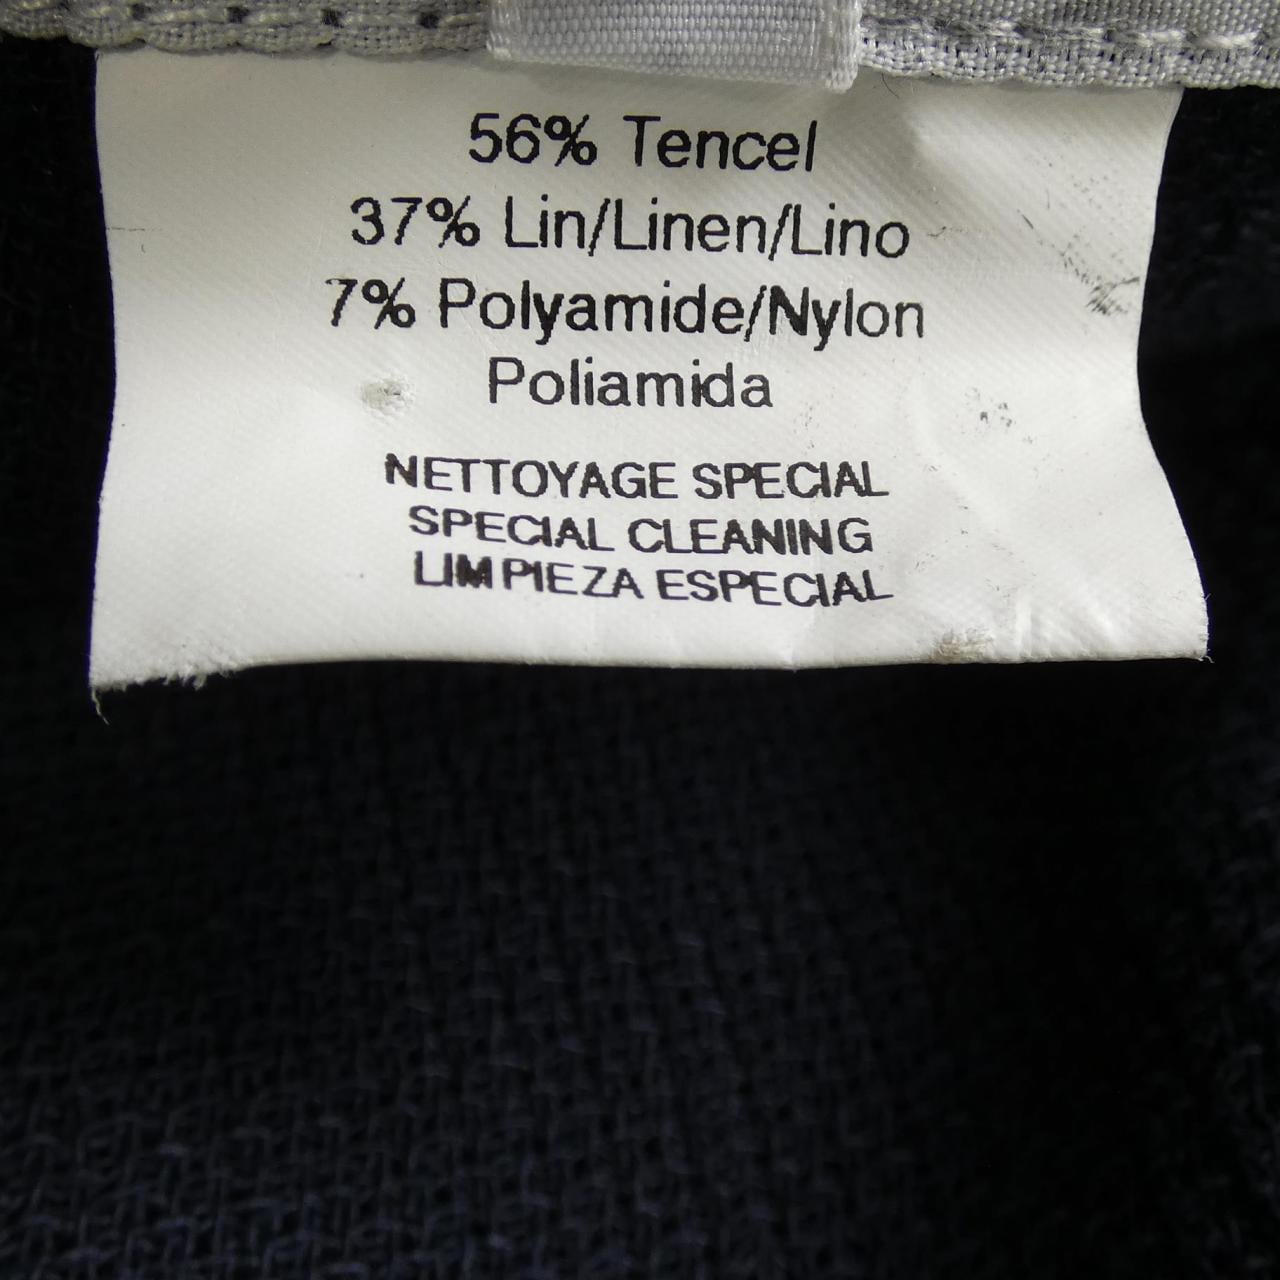 56% Tencel
37% Lin/Linen/Lino
7% Polyamide/Nylon
Poliamida
NETTOYAGE SPECIAL
SPECIAL CLEANING
LIMPIEZA ESPECIAL